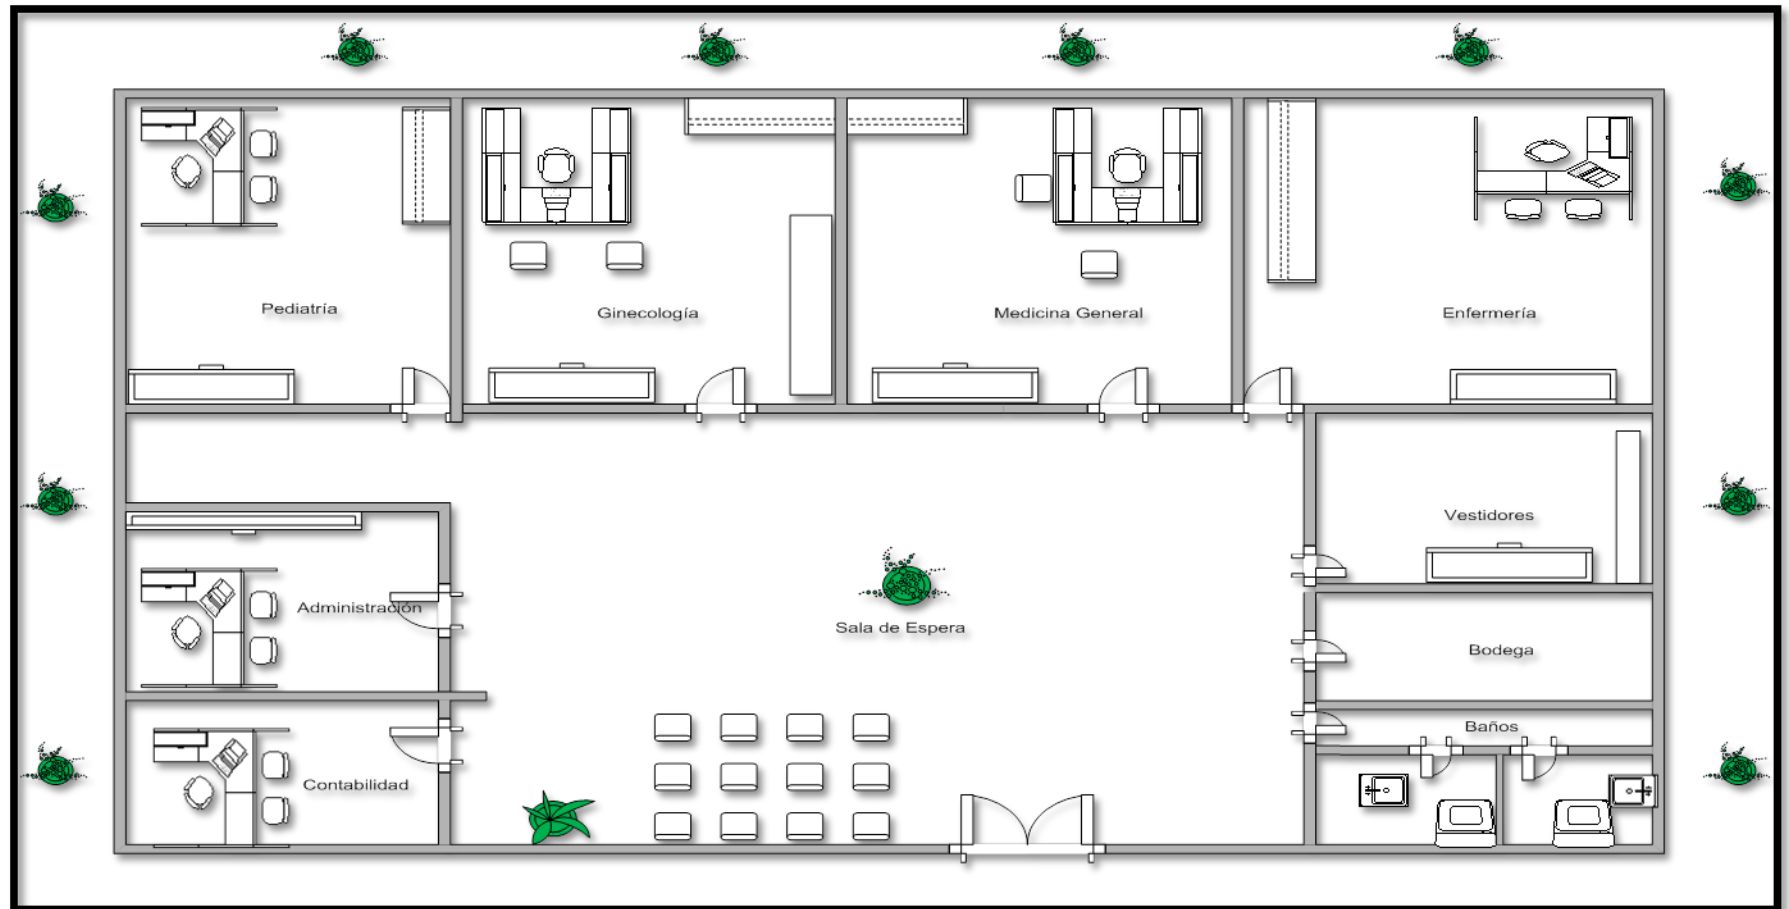 Pediatría
Ginecología
Medicina General
Enfermería
Vestidores
Administración
Sala de Espera
Bodega
Baños
Contabilidad